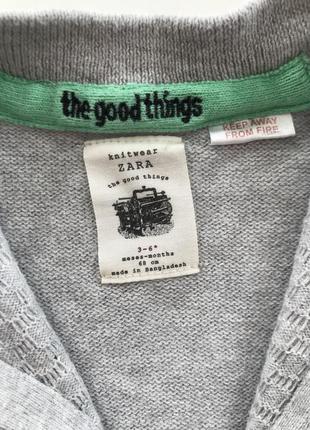 the good things
KEEP AWAY
FROM FIRE
knitwear
ZARA
the good things
3-6*
meses-months
68 cm
made in Bangladesh